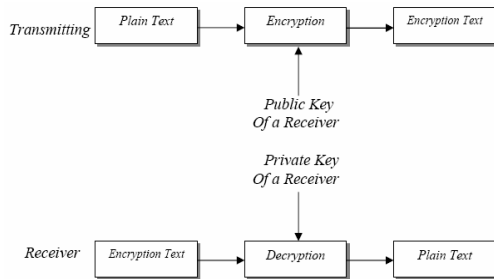 Transmitting
Plain Text
Encryption
Encryption Text
Public Key
Of a Receiver
Private Key
Of a Receiver
Receiver
Encryption Text
Decryption
Plain Text